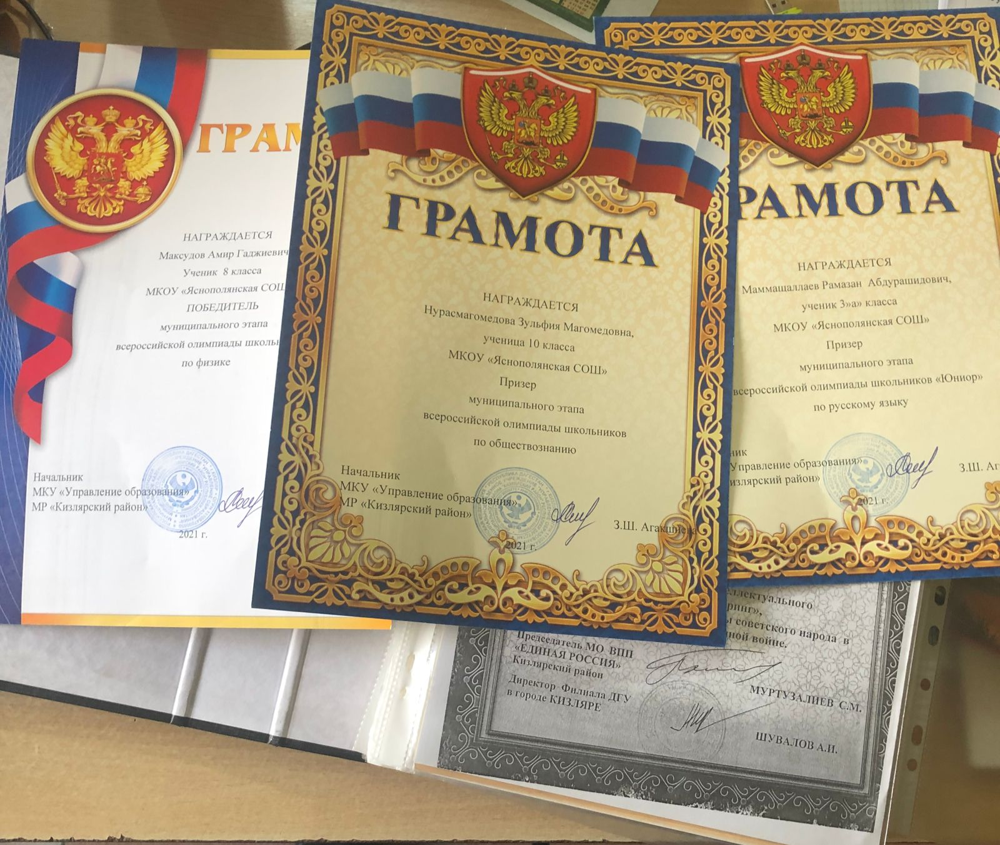 ГРАМ
НАГРАЖДАЕТСЯ
Максудов Амир Гаджиевич
Ученик 8 класса
МКОУ «Яснополянская СОШ
ПОБЕДИТЕЛЬ
муниципального этапа
всероссийской олимпиады школьн
по физике
Начальник
МКУ «Управление образования»
МР «Кизлярский район»
2021 г.
ГРАМОТА
НАГРАЖДАЕТСЯ
Нурасмагомедова Зульфия Магомедовна,
ученица 10 класса
МКОУ «Яснополянская СОШ»
Призер
муниципального этапа
всероссийской олимпиады школьников
по обществознанию
Начальник
МКУ «Управление образования»
МР «Кизлярский район»
З.Ш. Агакшиева
2021 г.
РАМОТА
НАГРАЖДАЕТСЯ
Маммащаллаев Рамазан Абдурашидович,
ученик 3»а» класса
МКОУ «Яснополянская СОШ»
Призер
муниципального этапа
всероссийской олимпиады школьников «Юниор»
по русскому языку
ник
Управление образования»
излярский район»
З.Ш. Аг
2021 г.
еллектуального
ринг»,
ы советского народа в
ной войне.
Председатель МО ВПП
«ЕДИНАЯ РОССИЯ»
Кизлярский район
МУРТУЗАЛИЕВ С.М.
Директор Филиала ДГУ
в городе КИЗЛЯРЕ
ШУВАЛОВ А.И.